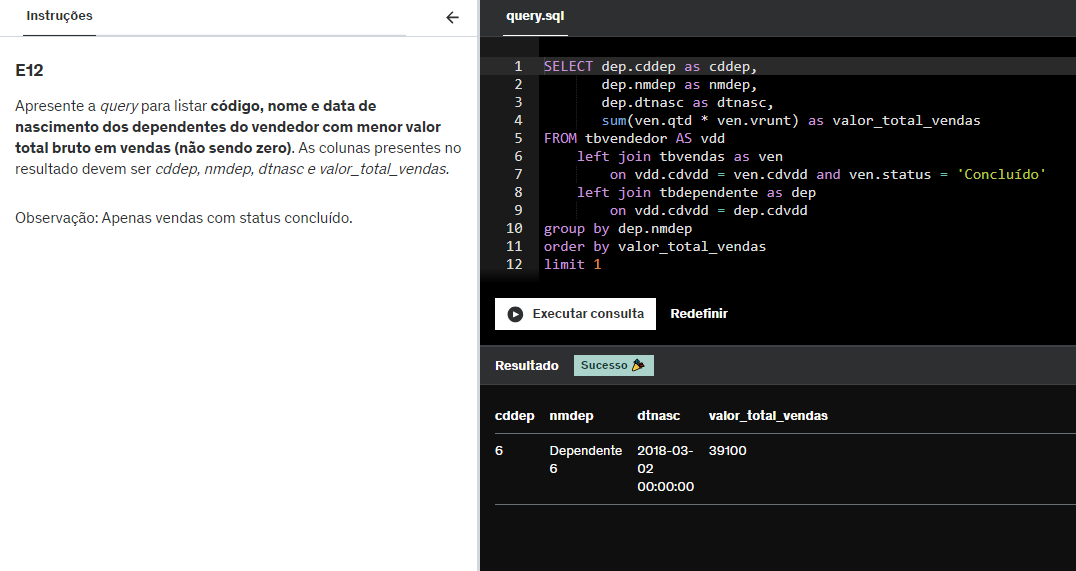 Instruções
E12
Apresente a query para listar código, nome e data de
nascimento dos dependentes do vendedor com menor valor
total bruto em vendas (não sendo zero). As colunas presentes no
resultado devem ser cddep, nmdep, dtnasc e valor_total_vendas.
Observação: Apenas vendas com status concluído.
query.sql
1 SELECT dep.cddep as cddep,
2 dep.nmdep as nmdep,
3 dep.dtnasc as dtnasc,
4 sum(ven.qtd * ven.vrunt) as valor_total_vendas
5 FROM tbvendedor AS vdd
6 left join tbvendas as ven
7 on vdd.cdvdd = ven.cdvdd and ven.status = 'Concluído'
8 left join tbdependente as dep
9 on vdd.cdvdd = dep.cdvdd
10 group by dep.nmdep
11 order by valor_total_vendas
12 limit 1
Executar consulta Redefinir
Resultado Sucesso
cddep nmdep dtnasc valor_total_vendas
6 Dependente 2018-03- 39100
6 02
00:00:00